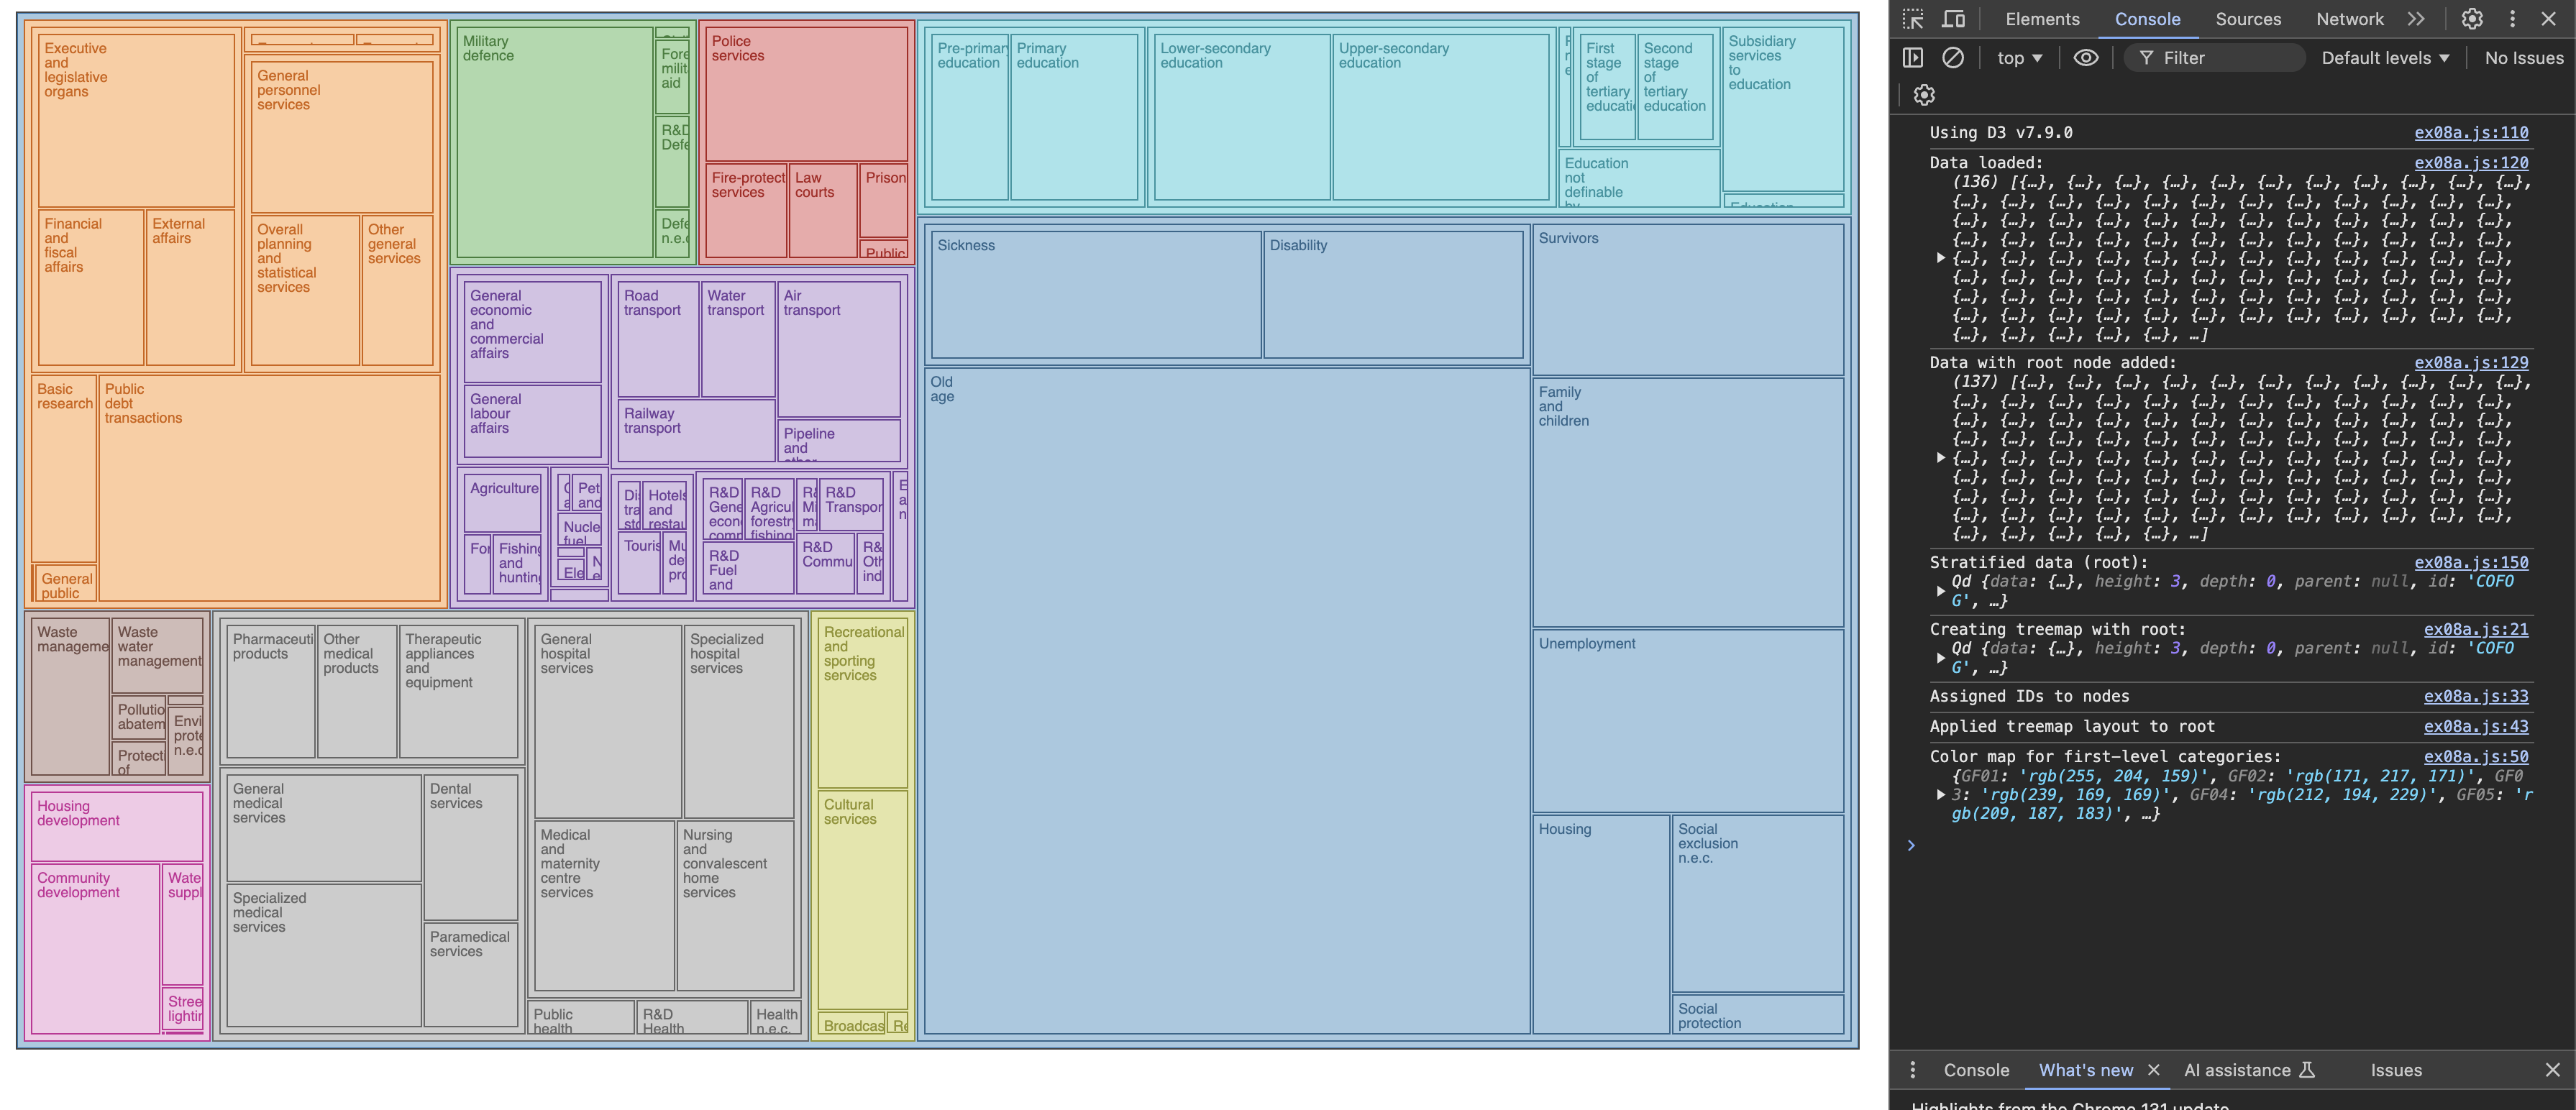 Executive
and
legislative
organs
General
personnel
services
Financial
and
fiscal
affairs
External
affairs
Overall
planning
and
statistical
services
Other
general
services
Basic
research
Public
debt
transactions
General
public
Military
defence
Fore
milit
aid
R&D
Defe
Defe
n.e.c
Police
services
Fire-protect
services
Law
courts
Prison
Public
General
economic
and
commercial
affairs
General
labour
affairs
Road
transport
Water
transport
Air
transport
Railway
transport
Pipeline
and
other
Agriculture
For
Fishing
and
hunting
Pet
and
Nucle
fuel
Ele
N
e
Dis
tra
sto
Hotels
and
restau
Touris
Mu
de
pro
R&D
Gene
econ
comm
R&D
Agricul
forestry
fishing
R&
Mi
ma
R&D
Transpor
R&D
Fuel
and
R&D
Commu
R&
Oth
ind
E
a
n
Pre-primary
education
Primary
education
Lower-secondary
education
Upper-secondary
education
First
stage
of
tertiary
educati
Second
stage
of
tertiary
education
Subsidiary
services
to
education
Education
not
definable
by
Education
Sickness
Disability
Survivors
Old
age
Family
and
children
Unemployment
Housing
Social
exclusion
n.e.c.
Social
protection
Waste
manageme
Waste
water
management
Pollutio
abatem
Protect
of
Envi
prote
n.e.c
Housing
development
Community
development
Wate
suppl
Stree
lightin
Pharmaceuti
products
Other
medical
products
Therapeutic
appliances
and
equipment
General
medical
services
Dental
services
Specialized
medical
services
Paramedical
services
General
hospital
services
Specialized
hospital
services
Medical
and
maternity
centre
services
Nursing
and
convalescent
home
services
Public
health
R&D
Health
Health
n.e.c.
Recreational
and
sporting
services
Cultural
services
Broadcas
Re
Elements Console Sources Network
top Filter Default levels No Issues
Using D3 v7.9.0 ex08a.js:110
Data loaded: ex08a.js:120
(136) [{…}, {…}, {…}, {…}, {…}, {…}, {…}, {…}, {…}, {…}, {…},
{…}, {…}, {…}, {…}, {…}, {…}, {…}, {…}, {…}, {…}, {…}, {…},
{…}, {…}, {…}, {…}, {…}, {…}, {…}, {…}, {…}, {…}, {…}, {…},
{…}, {…}, {…}, {…}, {…}, {…}, {…}, {…}, {…}, {…}, {…}, {…},
{…}, {…}, {…}, {…}, {…}, {…}, {…}, {…}, {…}, {…}, {…}, {…},
{…}, {…}, {…}, {…}, {…}, {…}, {…}, {…}, {…}, {…}, {…}, {…},
{…}, {…}, {…}, {…}, {…}, {…}, {…}, {…}, {…}, {…}, {…}, {…},
{…}, {…}, {…}, {…}, {…}, {…}, {…}, {…}, {…}, {…}, {…}, {…},
{…}, {…}, {…}, {…}, {…}, …]
Data with root node added: ex08a.js:129
(137) [{…}, {…}, {…}, {…}, {…}, {…}, {…}, {…}, {…}, {…}, {…},
{…}, {…}, {…}, {…}, {…}, {…}, {…}, {…}, {…}, {…}, {…}, {…},
{…}, {…}, {…}, {…}, {…}, {…}, {…}, {…}, {…}, {…}, {…}, {…},
{…}, {…}, {…}, {…}, {…}, {…}, {…}, {…}, {…}, {…}, {…}, {…},
{…}, {…}, {…}, {…}, {…}, {…}, {…}, {…}, {…}, {…}, {…}, {…},
{…}, {…}, {…}, {…}, {…}, {…}, {…}, {…}, {…}, {…}, {…}, {…},
{…}, {…}, {…}, {…}, {…}, {…}, {…}, {…}, {…}, {…}, {…}, {…},
{…}, {…}, {…}, {…}, {…}, {…}, {…}, {…}, {…}, {…}, {…}, {…},
{…}, {…}, {…}, {…}, {…}, …]
Stratified data (root): ex08a.js:150
Qd {data: {…}, height: 3, depth: 0, parent: null, id: 'COFO
G', …}
Creating treemap with root: ex08a.js:21
Qd {data: {…}, height: 3, depth: 0, parent: null, id: 'COFO
G', …}
Assigned IDs to nodes ex08a.js:33
Applied treemap layout to root ex08a.js:43
Color map for first-level categories: ex08a.js:50
{GF01: 'rgb(255, 204, 159)', GF02: 'rgb(171, 217, 171)', GF0
3: 'rgb(239, 169, 169)', GF04: 'rgb(212, 194, 229)', GF05: 'r
gb(209, 187, 183)', …}
Console What's new AI assistance Issues
Highlights from the Chrome 131 update